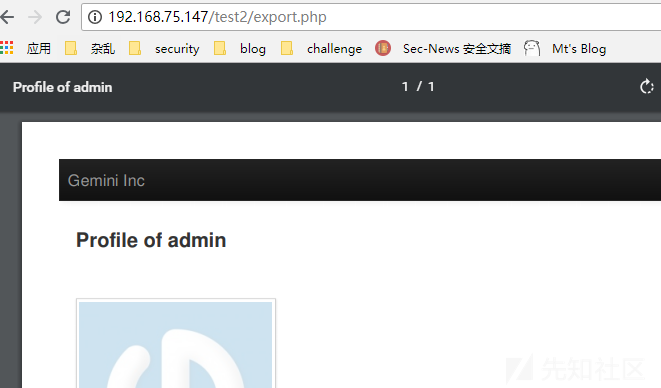 192.168.75.147/test2/export.php
应用 杂乱 security blog challenge Sec-News 安全文摘 Mt's Blog
Profile of admin 1 / 1
Gemini Inc
Profile of admin
先知社区